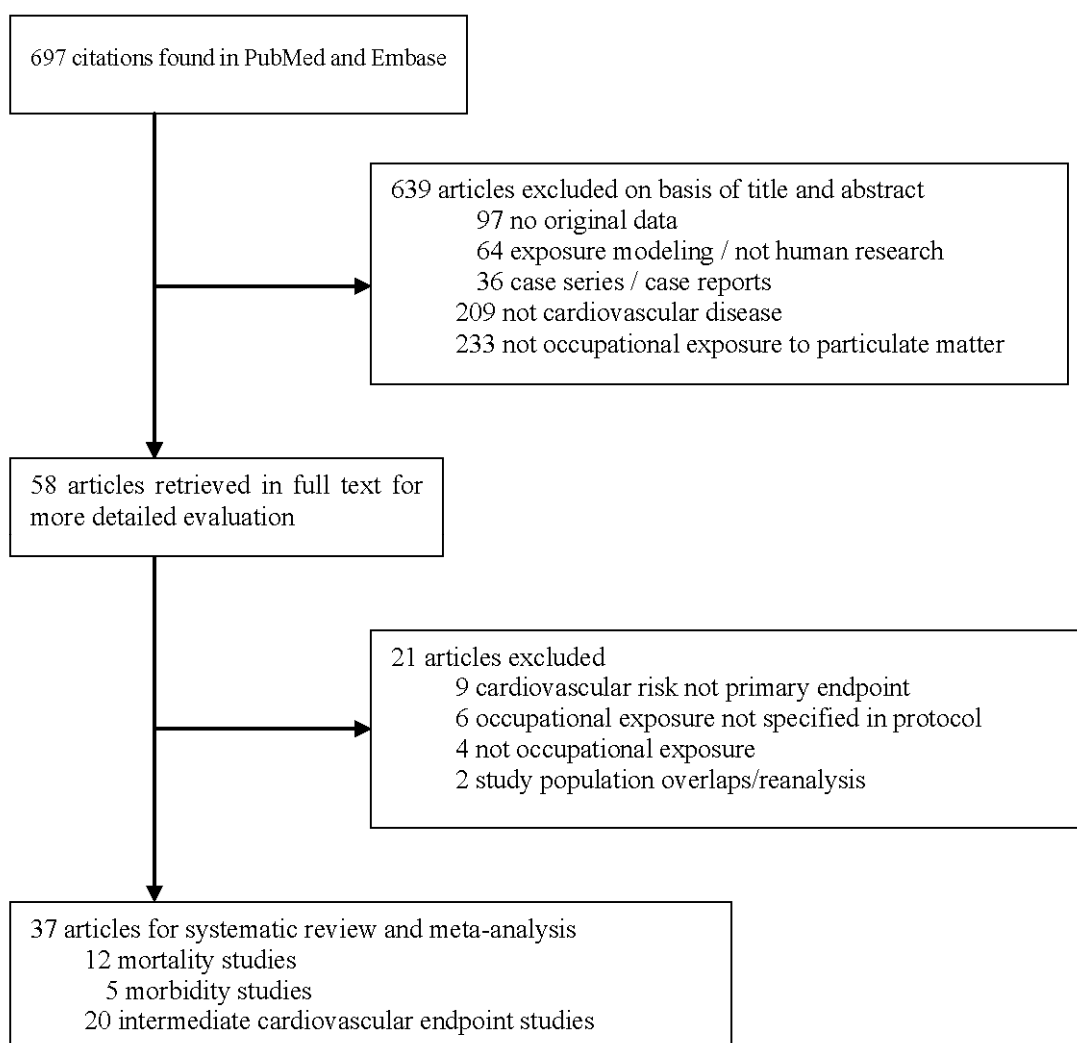 697 citations found in PubMed and Embase
639 articles excluded on basis of title and abstract
97 no original data
64 exposure modeling / not human research
36 case series / case reports
209 not cardiovascular disease
233 not occupational exposure to particulate matter
58 articles retrieved in full text for
more detailed evaluation
21 articles excluded
9 cardiovascular risk not primary endpoint
6 occupational exposure not specified in protocol
4 not occupational exposure
2 study population overlaps/reanalysis
37 articles for systematic review and meta-analysis
12 mortality studies
5 morbidity studies
20 intermediate cardiovascular endpoint studies